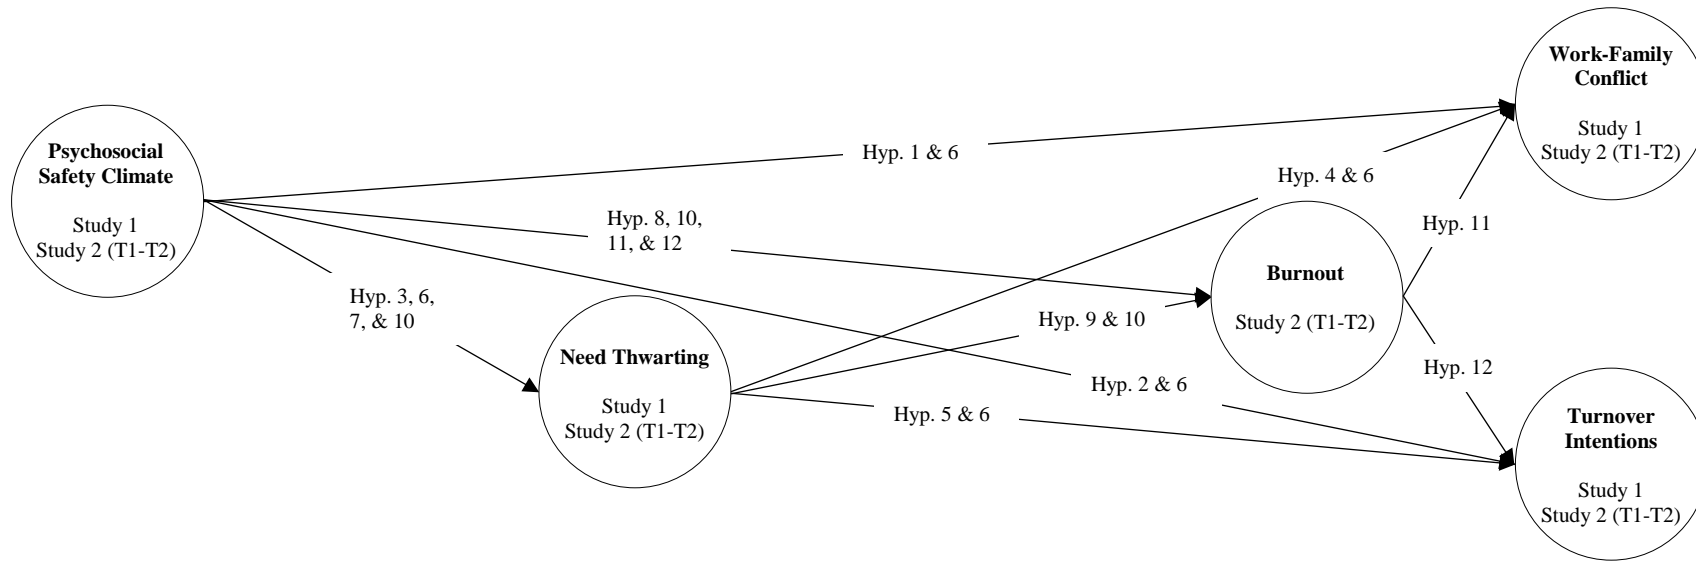 Psychosocial
Safety Climate
Study 1
Study 2 (T1-T2)
Hyp. 1 & 6
Hyp. 8, 10,
11, & 12
Hyp. 3, 6,
7, & 10
Need Thwarting
Study 1
Study 2 (T1-T2)
Hyp. 4 & 6
Hyp. 9 & 10
Hyp. 2 & 6
Hyp. 5 & 6
Burnout
Study 2 (T1-T2)
Hyp. 11
Hyp. 12
Work-Family
Conflict
Study 1
Study 2 (T1-T2)
Turnover
Intentions
Study 1
Study 2 (T1-T2)